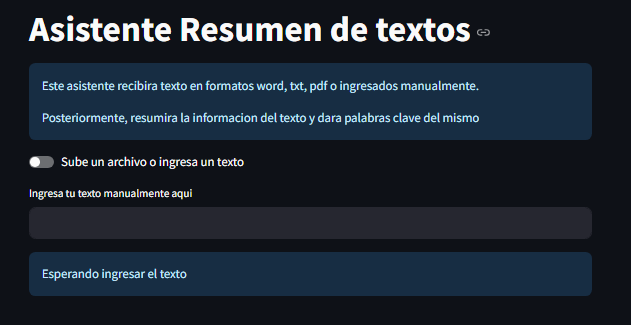 Asistente Resumen de textos
Este asistente recibira texto en formatos word, txt, pdf o ingresados manualmente.
Posteriormente, resumira la informacion del texto y dara palabras clave del mismo
Sube un archivo o ingresa un texto
Ingresa tu texto manualmente aqui
Esperando ingresar el texto